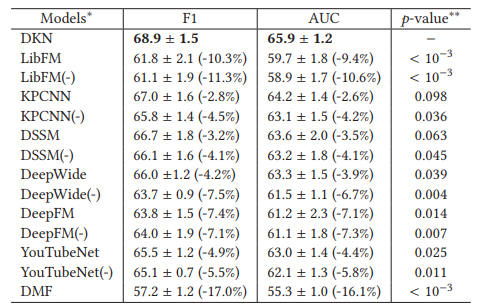 Models* F1 AUC p-value**
DKN 68.9 ± 1.5 65.9 ± 1.2 –
LibFM 61.8 ± 2.1 (-10.3%) 59.7 ± 1.8 (-9.4%) < 10⁻³
LibFM(-) 61.1 ± 1.9 (-11.3%) 58.9 ± 1.7 (-10.6%) < 10⁻³
KPCNN 67.0 ± 1.6 (-2.8%) 64.2 ± 1.4 (-2.6%) 0.098
KPCNN(-) 65.8 ± 1.4 (-4.5%) 63.1 ± 1.5 (-4.2%) 0.036
DSSM 66.7 ± 1.8 (-3.2%) 63.6 ± 2.0 (-3.5%) 0.063
DSSM(-) 66.1 ± 1.6 (-4.1%) 63.2 ± 1.8 (-4.1%) 0.045
DeepWide 66.0 ±1.2 (-4.2%) 63.3 ± 1.5 (-3.9%) 0.039
DeepWide(-) 63.7 ± 0.9 (-7.5%) 61.5 ± 1.1 (-6.7%) 0.004
DeepFM 63.8 ± 1.5 (-7.4%) 61.2 ± 2.3 (-7.1%) 0.014
DeepFM(-) 64.0 ± 1.9 (-7.1%) 61.1 ± 1.8 (-7.3%) 0.007
YouTubeNet 65.5 ± 1.2 (-4.9%) 63.0 ± 1.4 (-4.4%) 0.025
YouTubeNet(-) 65.1 ± 0.7 (-5.5%) 62.1 ± 1.3 (-5.8%) 0.011
DMF 57.2 ± 1.2 (-17.0%) 55.3 ± 1.0 (-16.1%) < 10⁻³